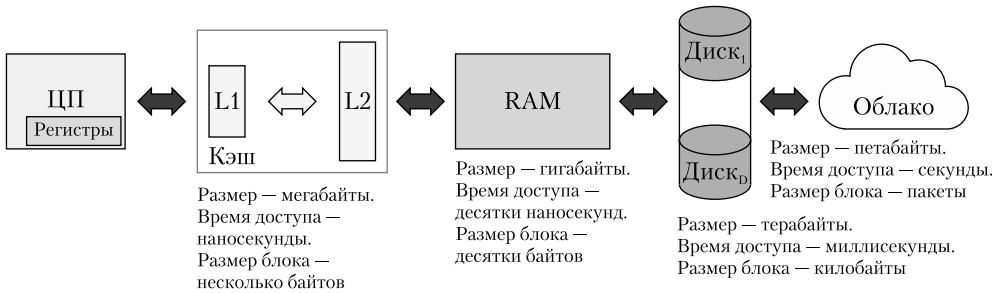 ЦП
Регистры
L1
L2
Кэш
Размер — мегабайты.
Время доступа —
наносекунды.
Размер блока —
несколько байтов
RAM
Размер — гигабайты.
Время доступа —
десятки наносекунд.
Размер блока —
десятки байтов
Диск1
ДискD
Размер — терабайты.
Время доступа — миллисекунды.
Размер блока — килобайты
Облако
Размер — петабайты.
Время доступа — секунды.
Размер блока — пакеты